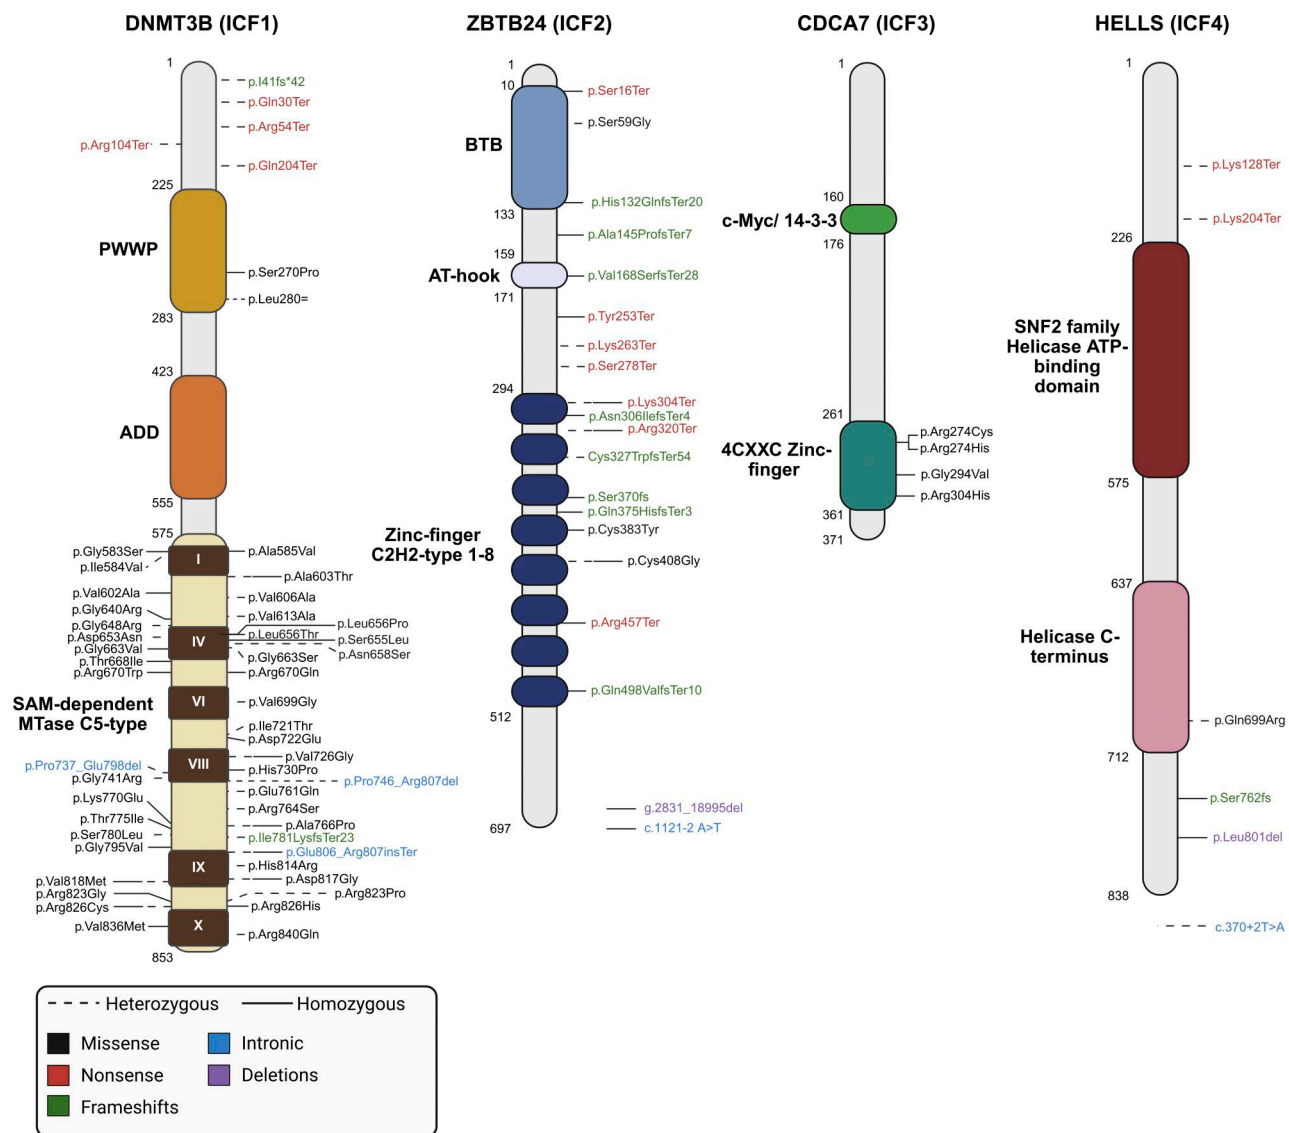 DNMT3B (ICF1)
1
p.I41fs*42
p.Gln30Ter
p.Arg54Ter
p.Arg104Ter
p.Gln204Ter
225
PWWP
p.Ser270Pro
p.Leu280=
283
423
ADD
555
575
p.Gly583Ser
I
p.Ala585Val
p.Ile584Val
p.Ala603Thr
p.Val602Ala
p.Val606Ala
p.Gly640Arg
p.Val613Ala
p.Gly648Arg
p.Leu656Pro
p.Asp653Asn
p.Leu656Thr
IV
p.Ser655Leu
p.Gly663Val
p.Asn658Ser
p.Thr668Ile
p.Gly663Ser
p.Arg670Trp
p.Arg670Gln
SAM-dependent
MTase C5-type
VI
p.Val699Gly
p.Ile721Thr
p.Asp722Glu
p.Val726Gly
p.Pro737_Glu798del
VIII
p.His730Pro
p.Gly741Arg
p.Pro746_Arg807del
p.Glu761Gln
p.Lys770Glu
p.Arg764Ser
p.Thr775Ile
p.Ala766Pro
p.Ser780Leu
p.Ile781LysfsTer23
p.Gly795Val
p.Glu806_Arg807insTer
IX
p.His814Arg
p.Val818Met
p.Asp817Gly
p.Arg823Gly
p.Arg823Pro
p.Arg826Cys
p.Arg826His
p.Val836Met
X
p.Arg840Gln
853
ZBTB24 (ICF2)
1
10
p.Ser16Ter
p.Ser59Gly
BTB
p.His132GlnfsTer20
133
p.Ala145ProfsTer7
159
AT-hook
p.Val168SerfsTer28
171
p.Tyr253Ter
p.Lys263Ter
p.Ser278Ter
294
p.Lys304Ter
p.Asn306IlefsTer4
p.Arg320Ter
Cys327TrpfsTer54
p.Ser370fs
p.Gln375HisfsTer3
p.Cys383Tyr
Zinc-finger
C2H2-type 1-8
p.Cys408Gly
p.Arg457Ter
p.Gln498ValfsTer10
512
g.2831_18995del
697
c.1121-2 A>T
CDCA7 (ICF3)
1
160
c-Myc/ 14-3-3
176
261
p.Arg274Cys
p.Arg274His
4CXXC Zinc-
finger
p.Gly294Val
p.Arg304His
361
371
HELLS (ICF4)
1
p.Lys128Ter
p.Lys204Ter
226
SNF2 family
Helicase ATP-
binding
domain
575
637
Helicase C-
terminus
p.Gln699Arg
712
p.Ser762fs
p.Leu801del
838
c.370+2T>A
Heterozygous
Homozygous
Missense
Intronic
Nonsense
Deletions
Frameshifts